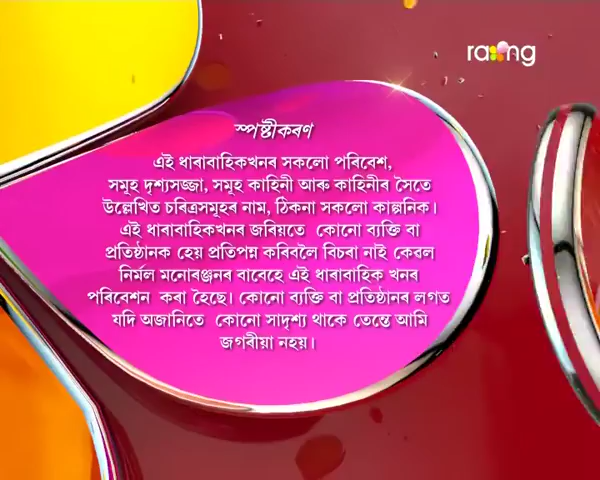 rang
স্পষ্টীকৰণ
এই ধাৰাবাহিকখনৰ সকলো পৰিবেশ,
সমূহ দৃশ্যসজ্জা, সমূহ কাহিনী আৰু কাহিনীৰ সৈতে
উল্লেখিত চৰিত্ৰসমূহৰ নাম, ঠিকনা সকলো কাল্পনিক।
এই ধাৰাবাহিকখনৰ জৰিয়তে কোনো ব্যক্তি বা
প্ৰতিষ্ঠানক হেয় প্ৰতিপন্ন কৰিবলৈ বিচৰা নাই কেৱল
নিৰ্মল মনোৰঞ্জনৰ বাবেহে এই ধাৰাবাহিক খনৰ
পৰিবেশন কৰা হৈছে। কোনো ব্যক্তি বা প্ৰতিষ্ঠানৰ লগত
যদি অজানিতে কোনো সাদৃশ্য থাকে তেন্তে আমি
জগৰীয়া নহয়।